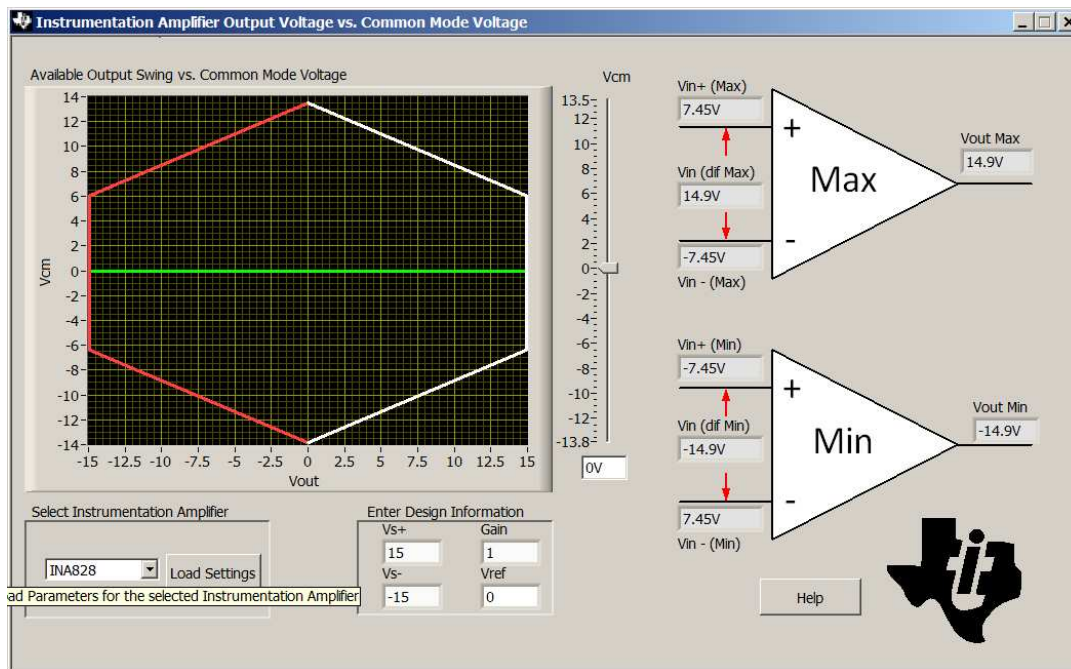 Instrumentation Amplifier Output Voltage vs. Common Mode Voltage
Available Output Swing vs. Common Mode Voltage
Vcm
14
12
10
8
6
4
2
0
-2
-4
-6
-8
-10
-12
-14
-15 -12.5 -10 -7.5 -5 -2.5 0 2.5 5 7.5 10 12.5 15
Vout
Vcm
13.5
12
10
8
6
4
2
0
-2
-4
-6
-8
-10
-12
-13.8
0V
Vin+ (Max)
7.45V
+
Vin (dif Max)
14.9V
Max
Vout Max
14.9V
-
-7.45V
Vin - (Max)
Vin+ (Min)
-7.45V
+
Vin (dif Min)
-14.9V
Min
Vout Min
-14.9V
-
7.45V
Vin - (Min)
Select Instrumentation Amplifier
INA828
Load Settings
ad Parameters for the selected Instrumentation Amplifier
Enter Design Information
Vs+ Gain
15 1
Vs- Vref
-15 0
Help
ti